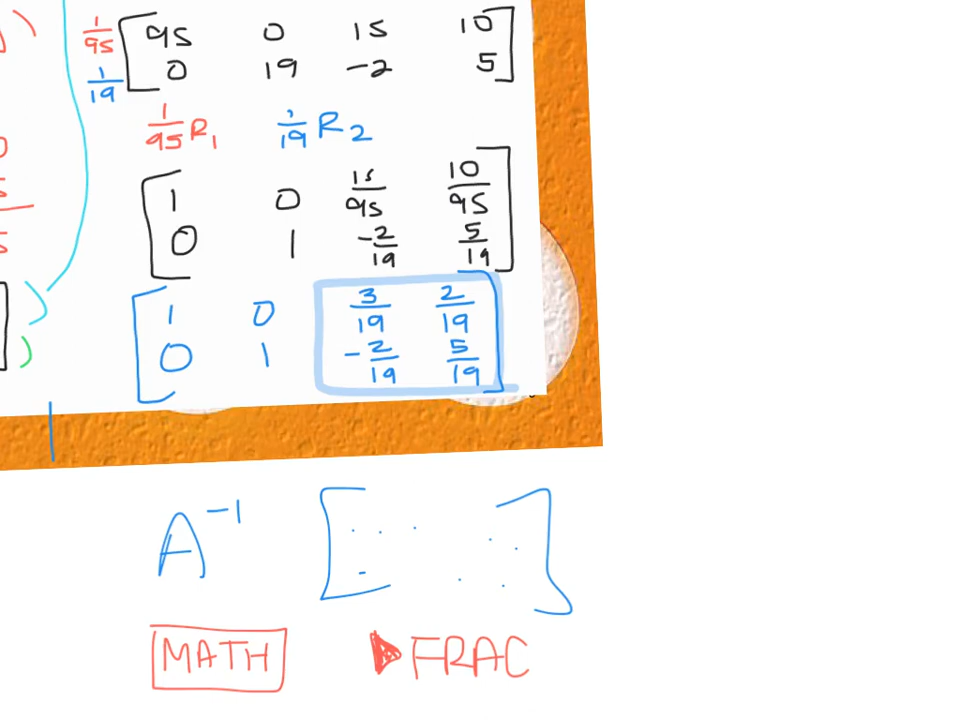 1/95 [ 95 0 15 10 ]
1/19 [ 0 19 -2 5 ]
1/95 R1 1/19 R2
[ 1 0 15/95 10/95 ]
[ 0 1 -2/19 5/19 ]
[ 1 0 3/19 2/19 ]
[ 0 1 -2/19 5/19 ]
A^-1 [ ]
MATH ▶FRAC